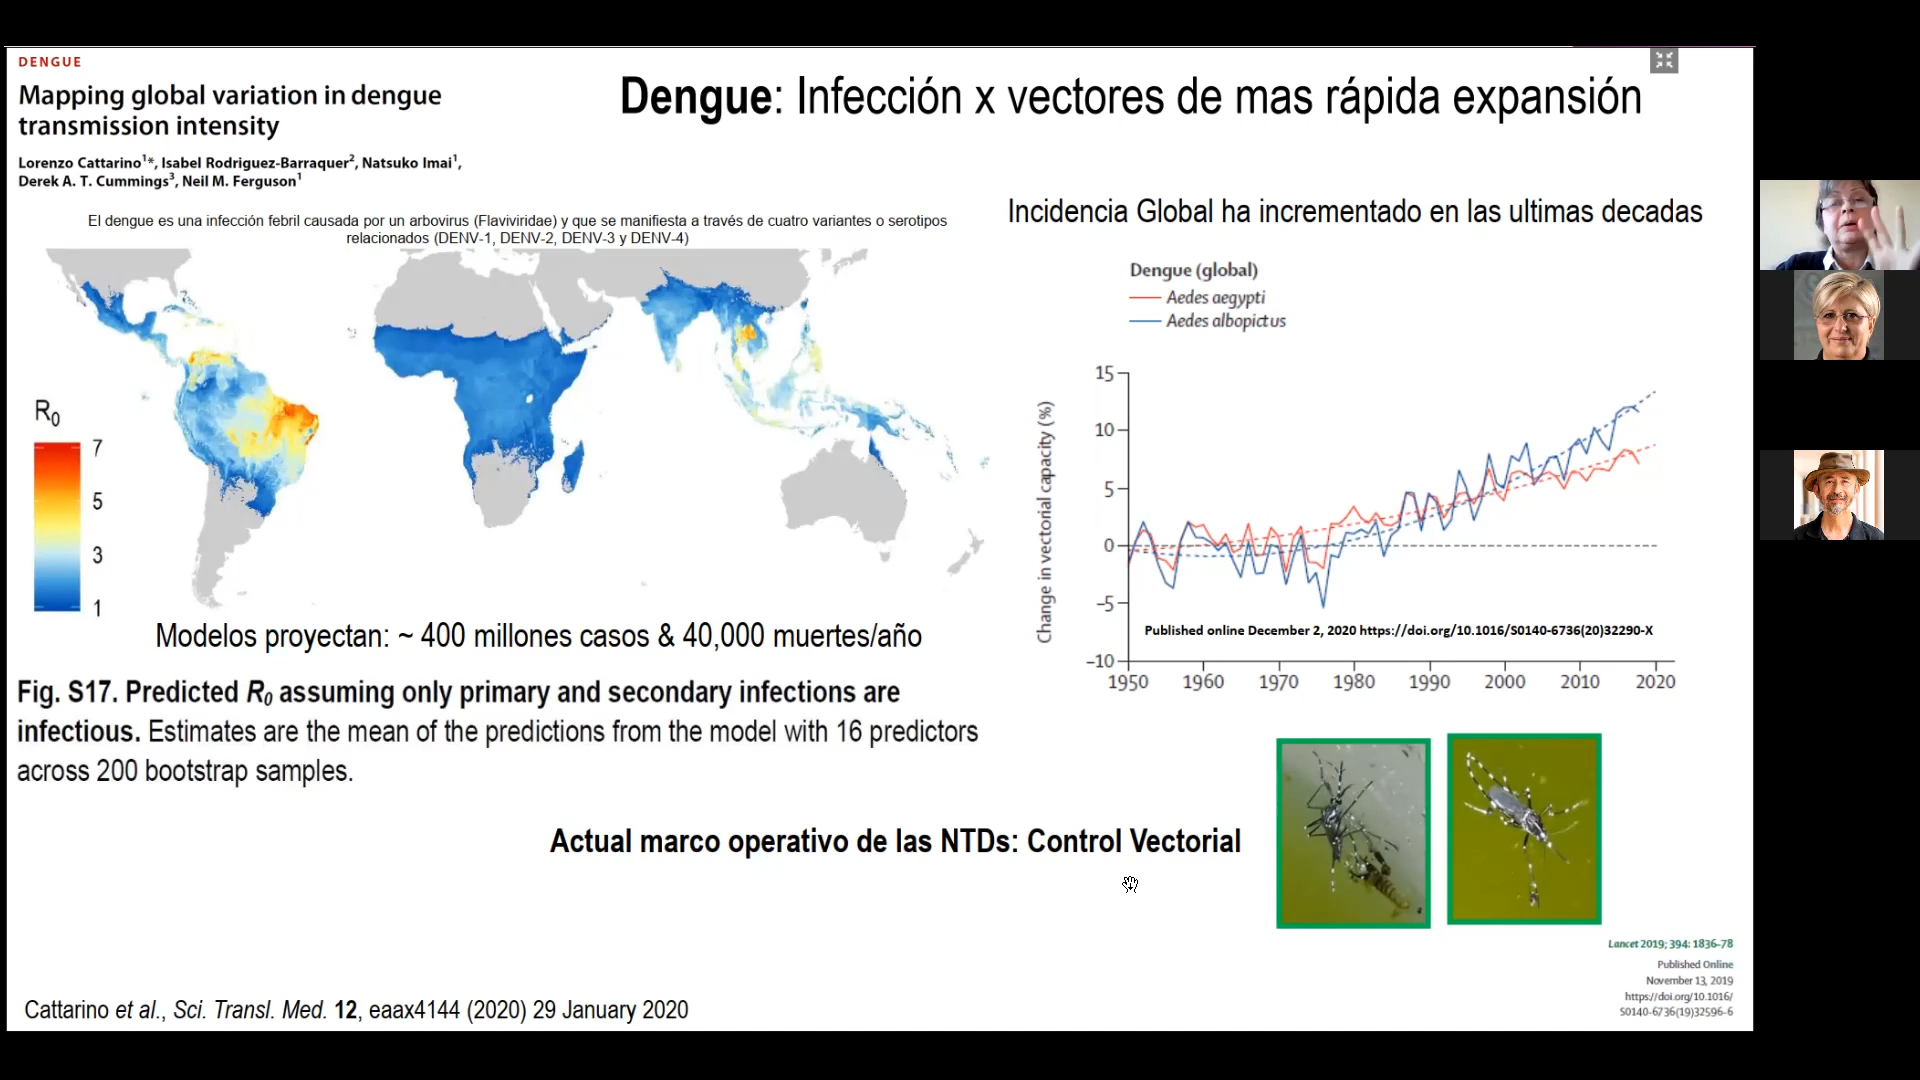 DENGUE
Mapping global variation in dengue
transmission intensity
Lorenzo Cattarino1*, Isabel Rodriguez-Barraquer2, Natsuko Imai1,
Derek A. T. Cummings3, Neil M. Ferguson1
Dengue: Infección x vectores de mas rápida expansión
El dengue es una infección febril causada por un arbovirus (Flaviviridae) y que se manifiesta a través de cuatro variantes o serotipos
relacionados (DENV-1, DENV-2, DENV-3 y DENV-4)
R0
7
5
3
1
Modelos proyectan: ~ 400 millones casos & 40,000 muertes/año
Fig. S17. Predicted R0 assuming only primary and secondary infections are
infectious. Estimates are the mean of the predictions from the model with 16 predictors
across 200 bootstrap samples.
Incidencia Global ha incrementado en las ultimas decadas
Dengue (global)
Aedes aegypti
Aedes albopictus
Change in vectorial capacity (%)
15
10
5
0
−5
−10
Published online December 2, 2020 https://doi.org/10.1016/S0140-6736(20)32290-X
1950 1960 1970 1980 1990 2000 2010 2020
Actual marco operativo de las NTDs: Control Vectorial
Lancet 2019; 394: 1836-78
Published Online
November 13, 2019
https://doi.org/10.1016/
S0140-6736(19)32596-6
Cattarino et al., Sci. Transl. Med. 12, eaax4144 (2020) 29 January 2020